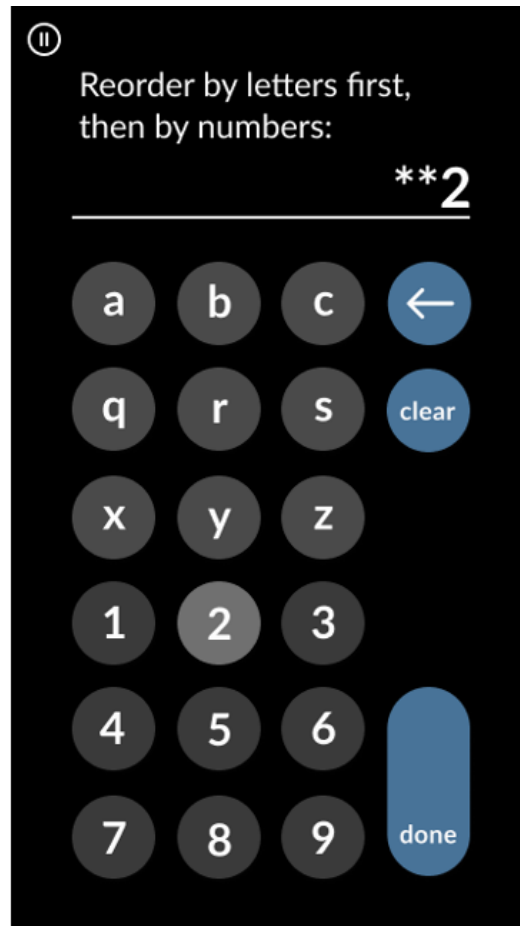 Reorder by letters first,
then by numbers:
**2
a b c
q r s clear
x y z
1 2 3
4 5 6
7 8 9 done